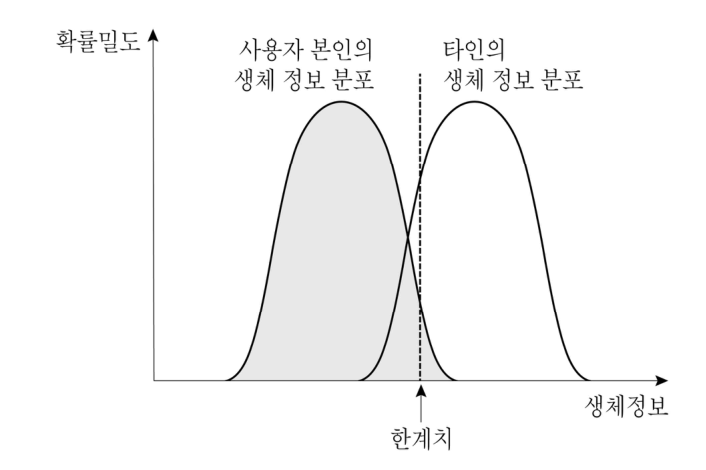 확률밀도
사용자 본인의
생체 정보 분포
타인의
생체 정보 분포
생체정보
한계치